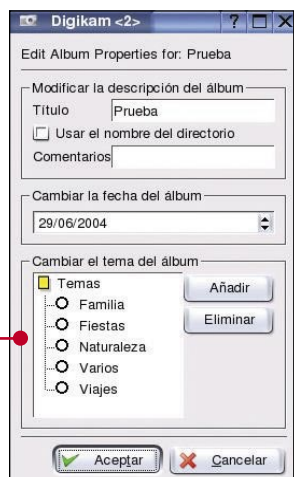 Digikam <2>
Edit Album Properties for: Prueba
Modificar la descripción del álbum
Título Prueba
Usar el nombre del directorio
Comentarios
Cambiar la fecha del álbum
29/06/2004
Cambiar el tema del álbum
Temas
Familia
Fiestas
Naturaleza
Varios
Viajes
Añadir
Eliminar
Aceptar Cancelar